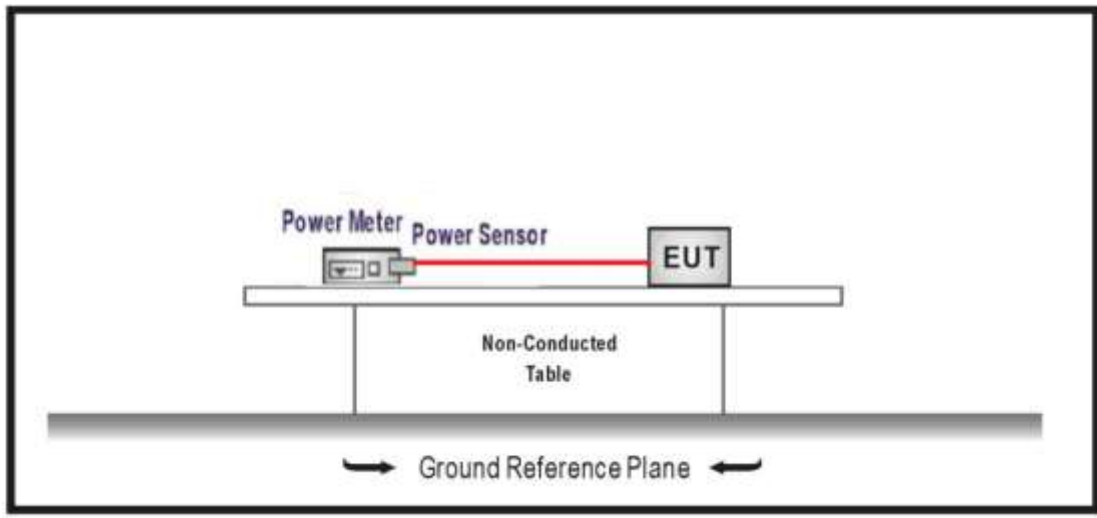 Power Meter
Power Sensor
EUT
Non-Conducted
Table
Ground Reference Plane